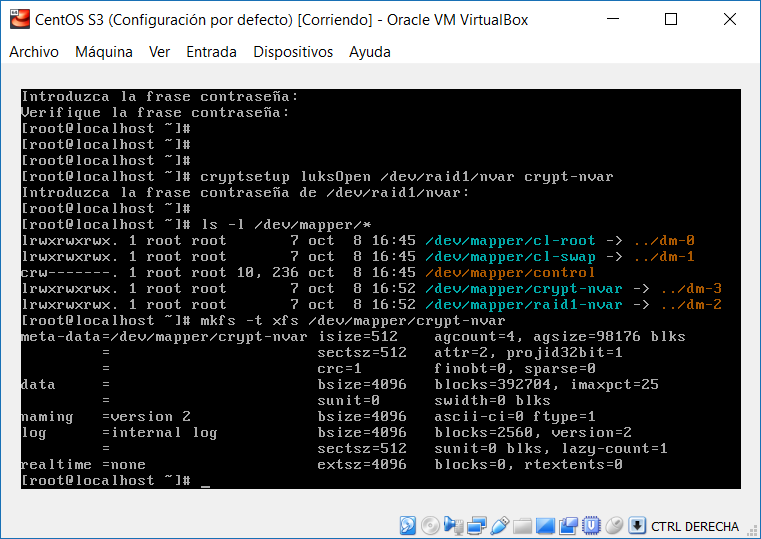 CentOS S3 (Configuración por defecto) [Corriendo] - Oracle VM VirtualBox
Archivo Máquina Ver Entrada Dispositivos Ayuda
Introduzca la frase contraseña:
Verifique la frase contraseña:
[root@localhost ~]#
[root@localhost ~]#
[root@localhost ~]#
[root@localhost ~]# cryptsetup luksOpen /dev/raid1/nvar crypt-nvar
Introduzca la frase contraseña de /dev/raid1/nvar:
[root@localhost ~]#
[root@localhost ~]# ls -l /dev/mapper/*
lrwxrwxrwx. 1 root root       7 oct  8 16:45 /dev/mapper/cl-root -> ../dm-0
lrwxrwxrwx. 1 root root       7 oct  8 16:45 /dev/mapper/cl-swap -> ../dm-1
crw-------. 1 root root 10, 236 oct  8 16:45 /dev/mapper/control
lrwxrwxrwx. 1 root root       7 oct  8 16:52 /dev/mapper/crypt-nvar -> ../dm-3
lrwxrwxrwx. 1 root root       7 oct  8 16:52 /dev/mapper/raid1-nvar -> ../dm-2
[root@localhost ~]# mkfs -t xfs /dev/mapper/crypt-nvar
meta-data=/dev/mapper/crypt-nvar isize=512    agcount=4, agsize=98176 blks
         =                       sectsz=512   attr=2, projid32bit=1
         =                       crc=1        finobt=0, sparse=0
data     =                       bsize=4096   blocks=392704, imaxpct=25
         =                       sunit=0      swidth=0 blks
naming   =version 2              bsize=4096   ascii-ci=0 ftype=1
log      =internal log           bsize=4096   blocks=2560, version=2
         =                       sectsz=512   sunit=0 blks, lazy-count=1
realtime =none                   extsz=4096   blocks=0, rtextents=0
[root@localhost ~]# _
CTRL DERECHA